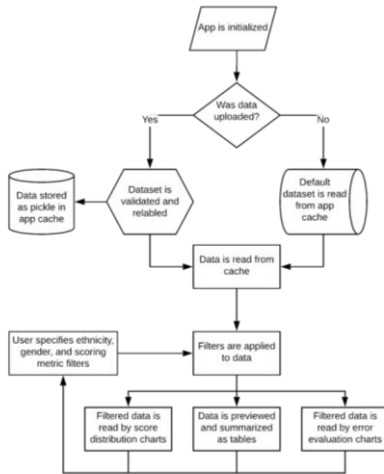 App is initialized
Was data
uploaded?
Yes
No
Data stored
as pickle in
app cache
Dataset is
validated and
relabled
Default
dataset is read
from app
cache
Data is read from
cache
User specifies ethnicity,
gender, and scoring
metric filters
Filters are applied
to data
Filtered data is
read by score
distribution charts
Data is previewed
and summarized
as tables
Filtered data is
read by error
evaluation charts